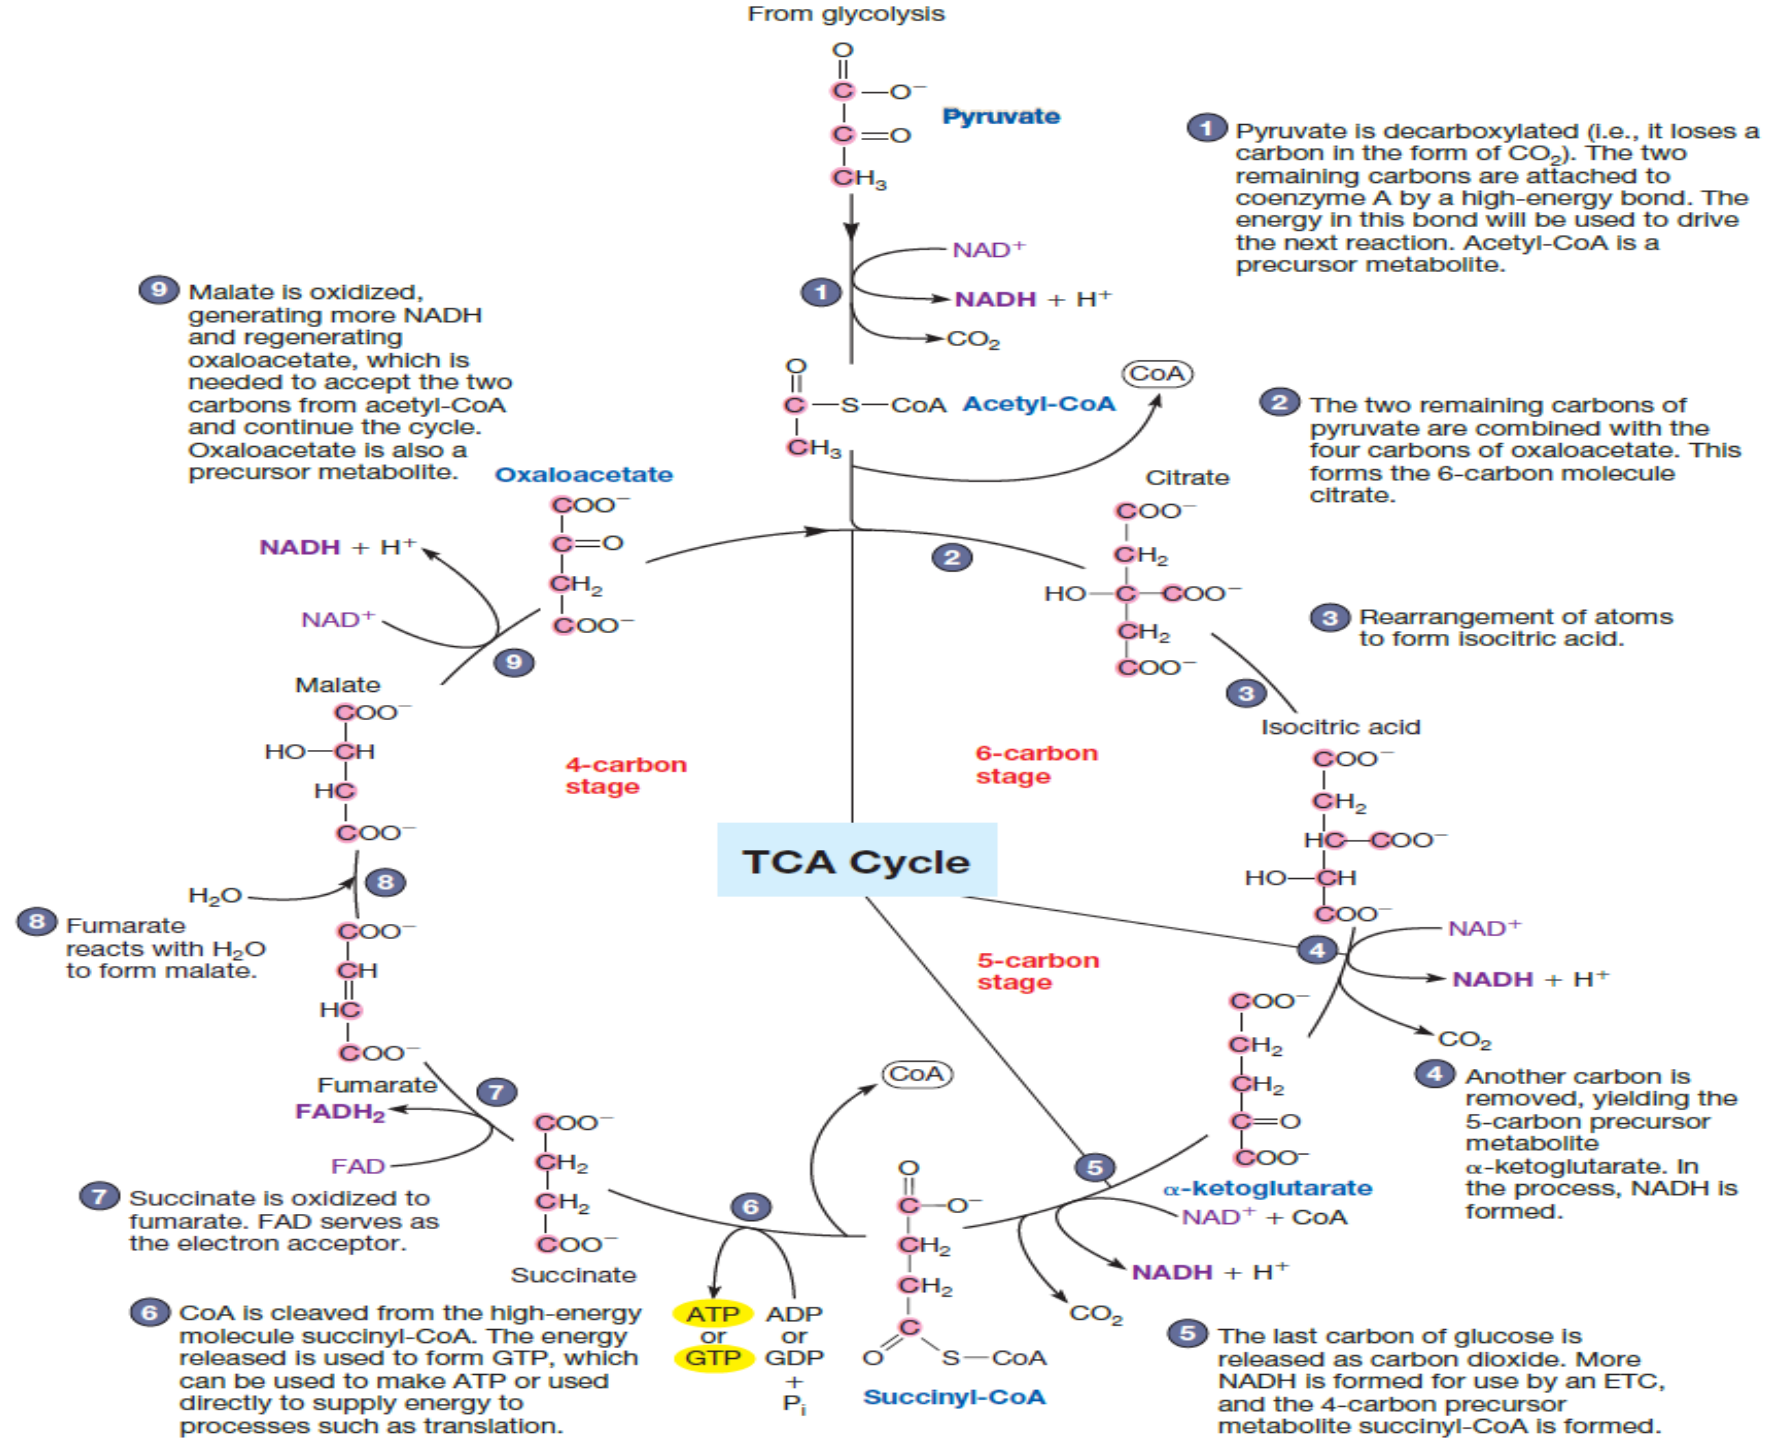 From glycolysis
O
C—O⁻
Pyruvate
C=O
CH₃
1 Pyruvate is decarboxylated (i.e., it loses a
carbon in the form of CO₂). The two
remaining carbons are attached to
coenzyme A by a high-energy bond. The
energy in this bond will be used to drive
the next reaction. Acetyl-CoA is a
precursor metabolite.
NAD⁺
1
NADH + H⁺
CO₂
O
C—S—CoA Acetyl-CoA
CH₃
CoA
2 The two remaining carbons of
pyruvate are combined with the
four carbons of oxaloacetate. This
forms the 6-carbon molecule
citrate.
2
Citrate
COO⁻
CH₂
HO—C—COO⁻
CH₂
COO⁻
3 Rearrangement of atoms
to form isocitric acid.
3
Isocitric acid
COO⁻
CH₂
HC—COO⁻
HO—CH
COO⁻
4
NAD⁺
NADH + H⁺
CO₂
4 Another carbon is
removed, yielding the
5-carbon precursor
metabolite
α-ketoglutarate. In
the process, NADH is
formed.
COO⁻
CH₂
CH₂
C=O
COO⁻
α-ketoglutarate
5
NAD⁺ + CoA
NADH + H⁺
CO₂
5 The last carbon of glucose is
released as carbon dioxide. More
NADH is formed for use by an ETC,
and the 4-carbon precursor
metabolite succinyl-CoA is formed.
O
C—O⁻
CH₂
CH₂
C
O S—CoA
Succinyl-CoA
CoA
6
ATP ADP
or or
GTP GDP
+
Pᵢ
6 CoA is cleaved from the high-energy
molecule succinyl-CoA. The energy
released is used to form GTP, which
can be used to make ATP or used
directly to supply energy to
processes such as translation.
COO⁻
CH₂
CH₂
COO⁻
Succinate
7
FADH₂
FAD
7 Succinate is oxidized to
fumarate. FAD serves as
the electron acceptor.
COO⁻
CH
HC
COO⁻
Fumarate
8
H₂O
8 Fumarate
reacts with H₂O
to form malate.
Malate
COO⁻
HO—CH
HC
COO⁻
9
NAD⁺
NADH + H⁺
9 Malate is oxidized,
generating more NADH
and regenerating
oxaloacetate, which is
needed to accept the two
carbons from acetyl-CoA
and continue the cycle.
Oxaloacetate is also a
precursor metabolite.
Oxaloacetate
COO⁻
C=O
CH₂
COO⁻
4-carbon
stage
6-carbon
stage
TCA Cycle
5-carbon
stage